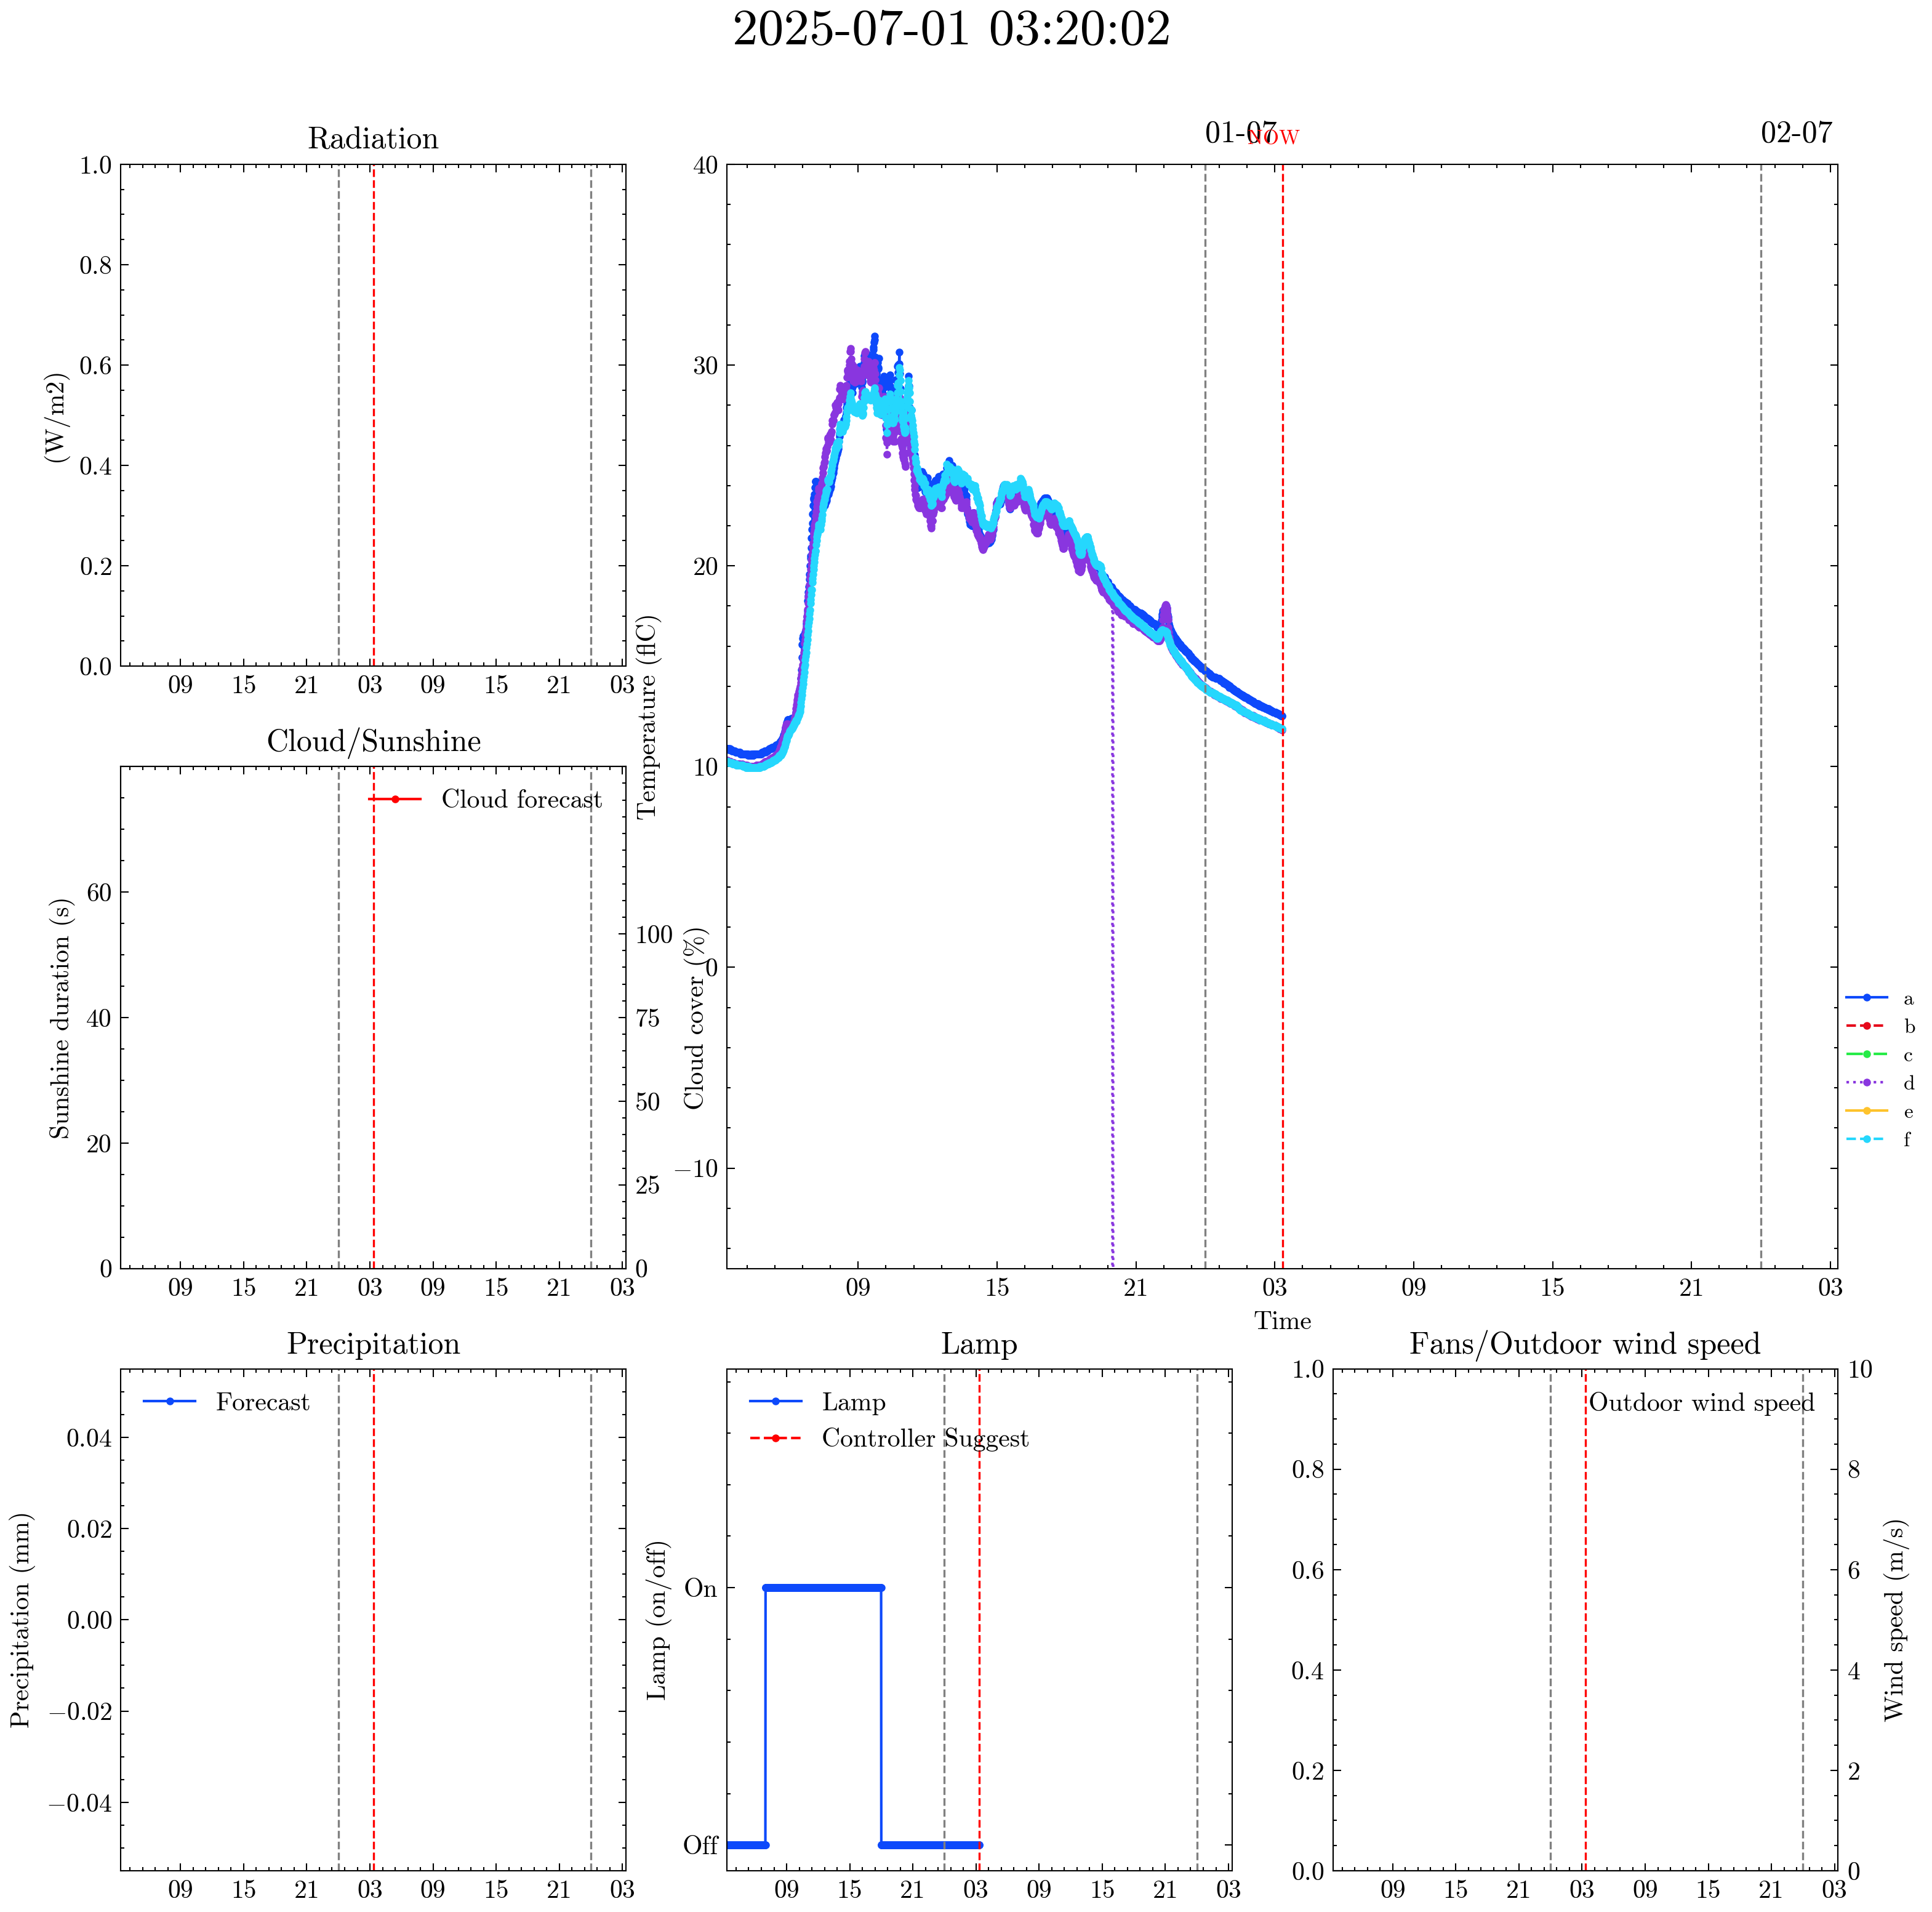 2025-07-01 03:20:02
Radiation
1.0
0.8
0.6
0.4
0.2
0.0
(W/m2)
09 15 21 03 09 15 21 03
01-07
NOW
02-07
40
30
20
10
0
−10
Temperature (flC)
09 15 21 03 09 15 21 03
Time
a
b
c
d
e
f
Cloud/Sunshine
Cloud forecast
60
40
20
0
Sunshine duration (s)
100
75
50
25
0
Cloud cover (%)
09 15 21 03 09 15 21 03
Precipitation
Forecast
0.04
0.02
0.00
−0.02
−0.04
Precipitation (mm)
09 15 21 03 09 15 21 03
Lamp
Lamp
Controller Suggest
On
Off
Lamp (on/off)
09 15 21 03 09 15 21 03
Fans/Outdoor wind speed
Outdoor wind speed
1.0
0.8
0.6
0.4
0.2
0.0
10
8
6
4
2
0
Wind speed (m/s)
09 15 21 03 09 15 21 03